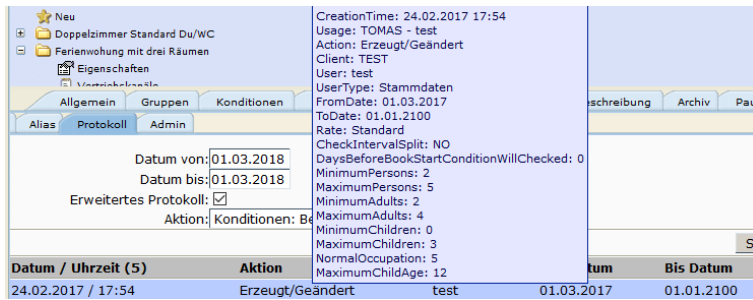 Neu
Doppelzimmer Standard Du/WC
Ferienwohung mit drei Räumen
Eigenschaften
Vertriebskanäle
Allgemein Gruppen Konditionen
eschreibung Archiv Pau
Alias Protokoll Admin
Datum von: 01.03.2018
Datum bis: 01.03.2018
Erweitertes Protokoll:
Aktion: Konditionen: Be
CreationTime: 24.02.2017 17:54
Usage: TOMAS - test
Action: Erzeugt/Geändert
Client: TEST
User: test
UserType: Stammdaten
FromDate: 01.03.2017
ToDate: 01.01.2100
Rate: Standard
CheckIntervalSplit: NO
DaysBeforeBookStartConditionWillChecked: 0
MinimumPersons: 2
MaximumPersons: 5
MinimumAdults: 2
MaximumAdults: 4
MinimumChildren: 0
MaximumChildren: 3
NormalOccupation: 5
MaximumChildAge: 12
S
Datum / Uhrzeit (5) Aktion tum Bis Datum
24.02.2017 / 17:54 Erzeugt/Geändert test 01.03.2017 01.01.2100